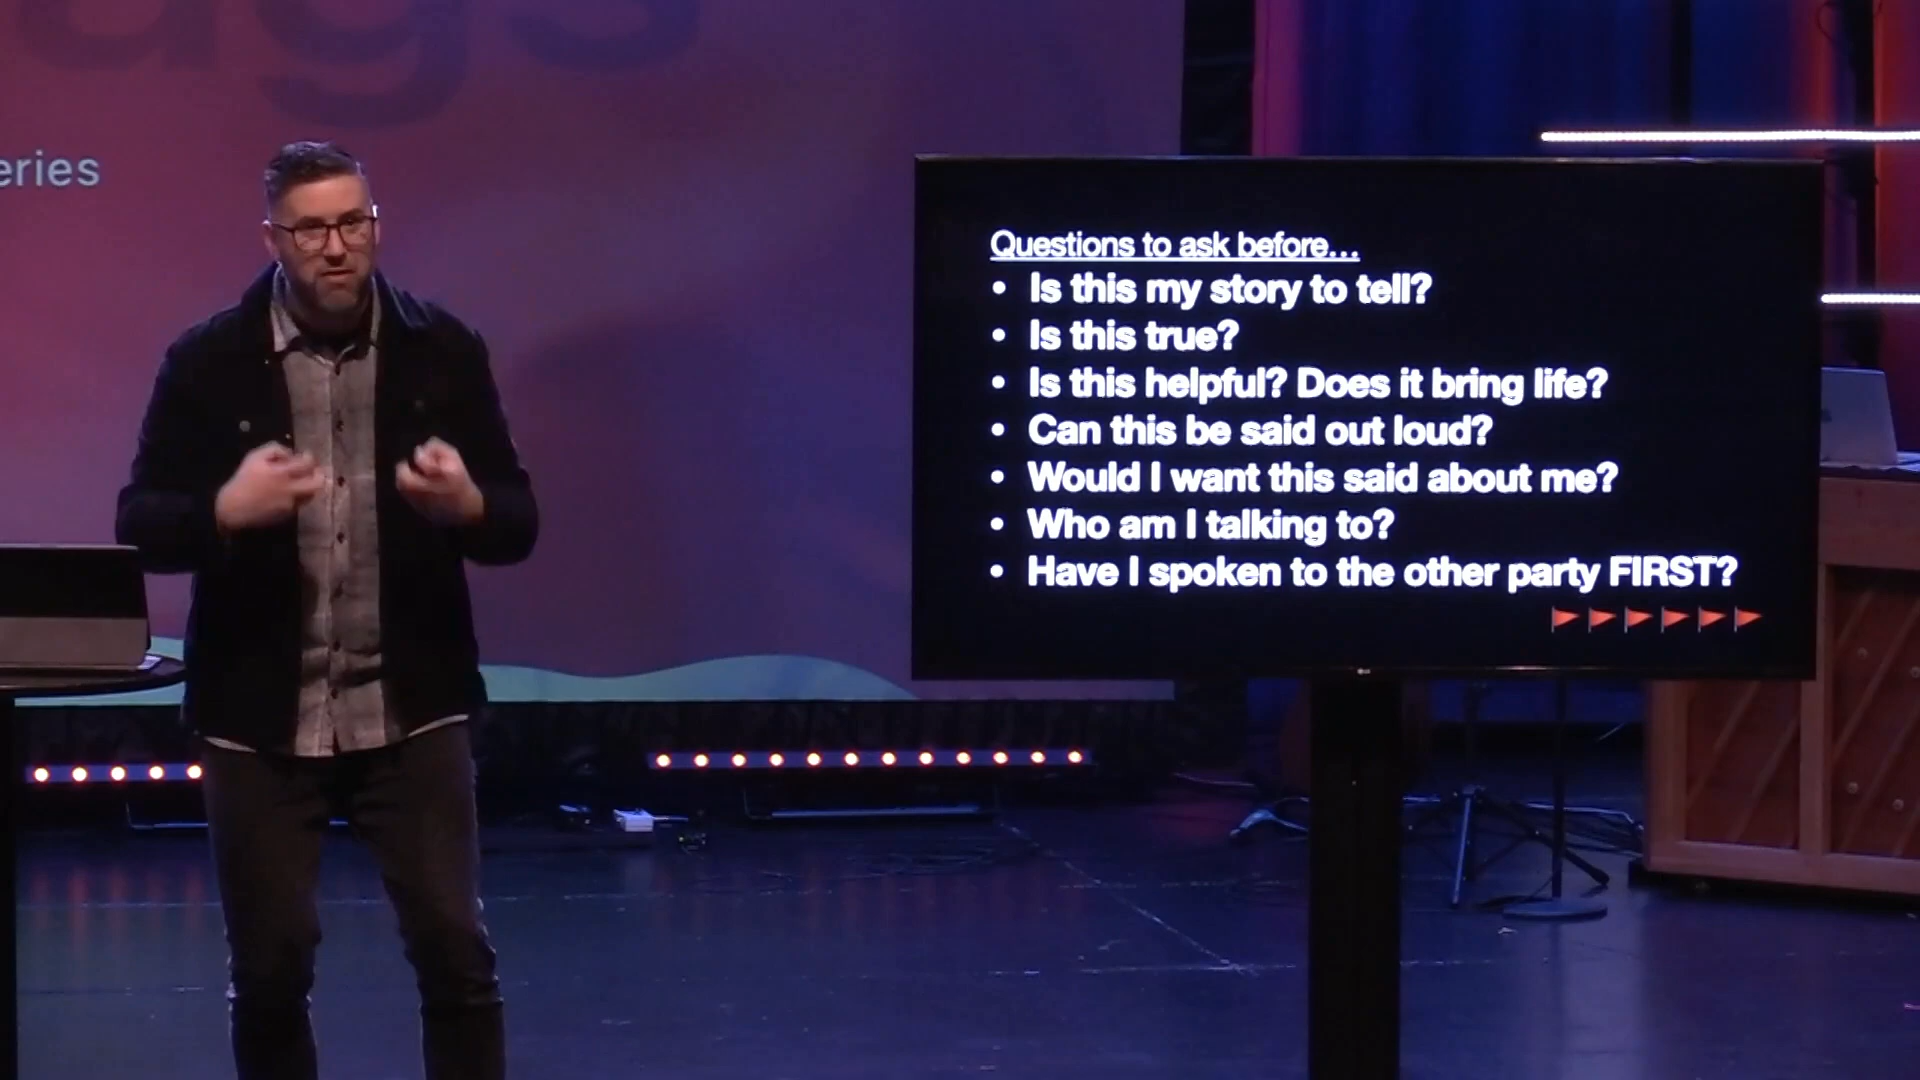 ags
eries
Questions to ask before...
• Is this my story to tell?
• Is this true?
• Is this helpful? Does it bring life?
• Can this be said out loud?
• Would I want this said about me?
• Who am I talking to?
• Have I spoken to the other party FIRST?